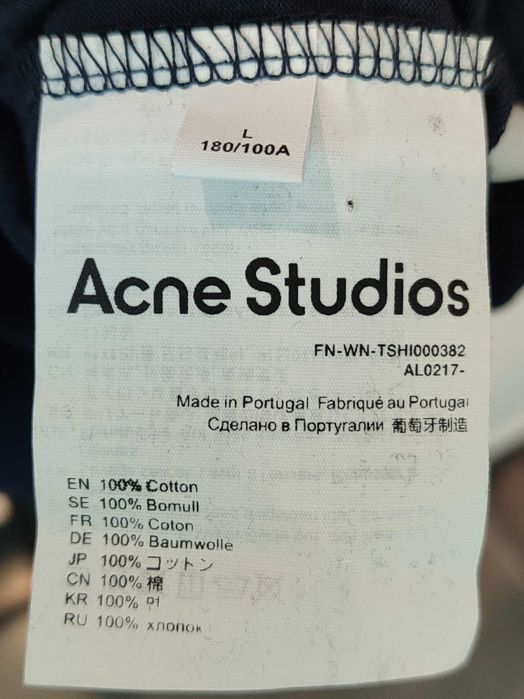 L
180/100A
Acne Studios
FN-WN-TSHI000382
AL0217-
Made in Portugal Fabriqué au Portugal
Сделано в Португалии 葡萄牙制造
EN 100% Cotton
SE 100% Bomull
FR 100% Coton
DE 100% Baumwolle
JP 100% コットン
CN 100% 棉
KR 100%
RU 100% хлопок